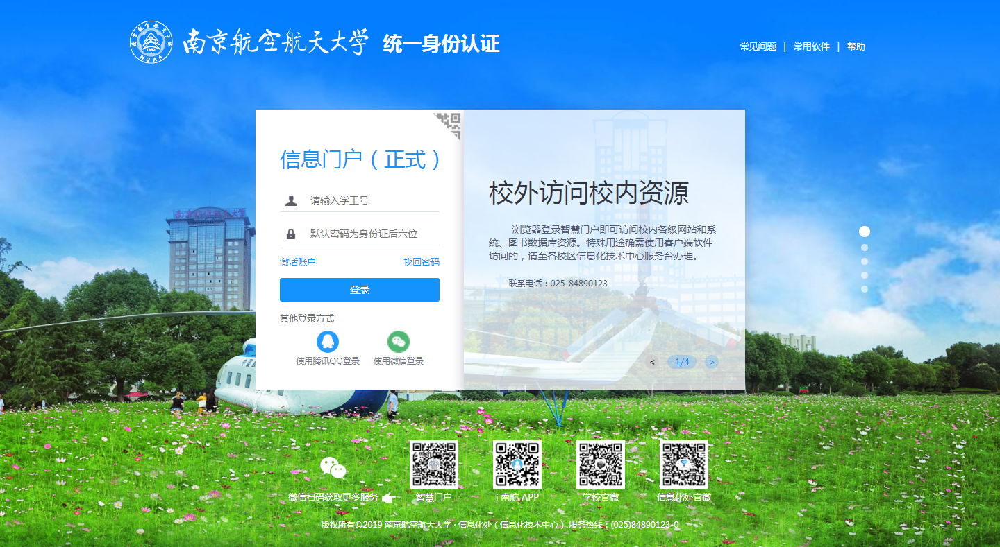 南京航空航天大学 统一身份认证
常见问题 | 常用软件 | 帮助
1952
NUAA
信息门户（正式）
请输入学工号
默认密码为身份证后六位
激活账户 找回密码
登录
其他登录方式
使用腾讯QQ登录 使用微信登录
校外访问校内资源
浏览器登录智慧门户即可访问校内各级网站和系
统、图书数据库资源。特殊用途确需使用客户端软件
访问的，请至各校区信息化技术中心服务台办理。
联系电话：025-84890123
< 1/4 >
南京航空航天大学
微信扫码获取更多服务 智慧门户 i 南航 APP 学校官微 信息化处官微
版权所有©2019 南京航空航天大学 · 信息化处（信息化技术中心） 服务热线：(025)84890123-0